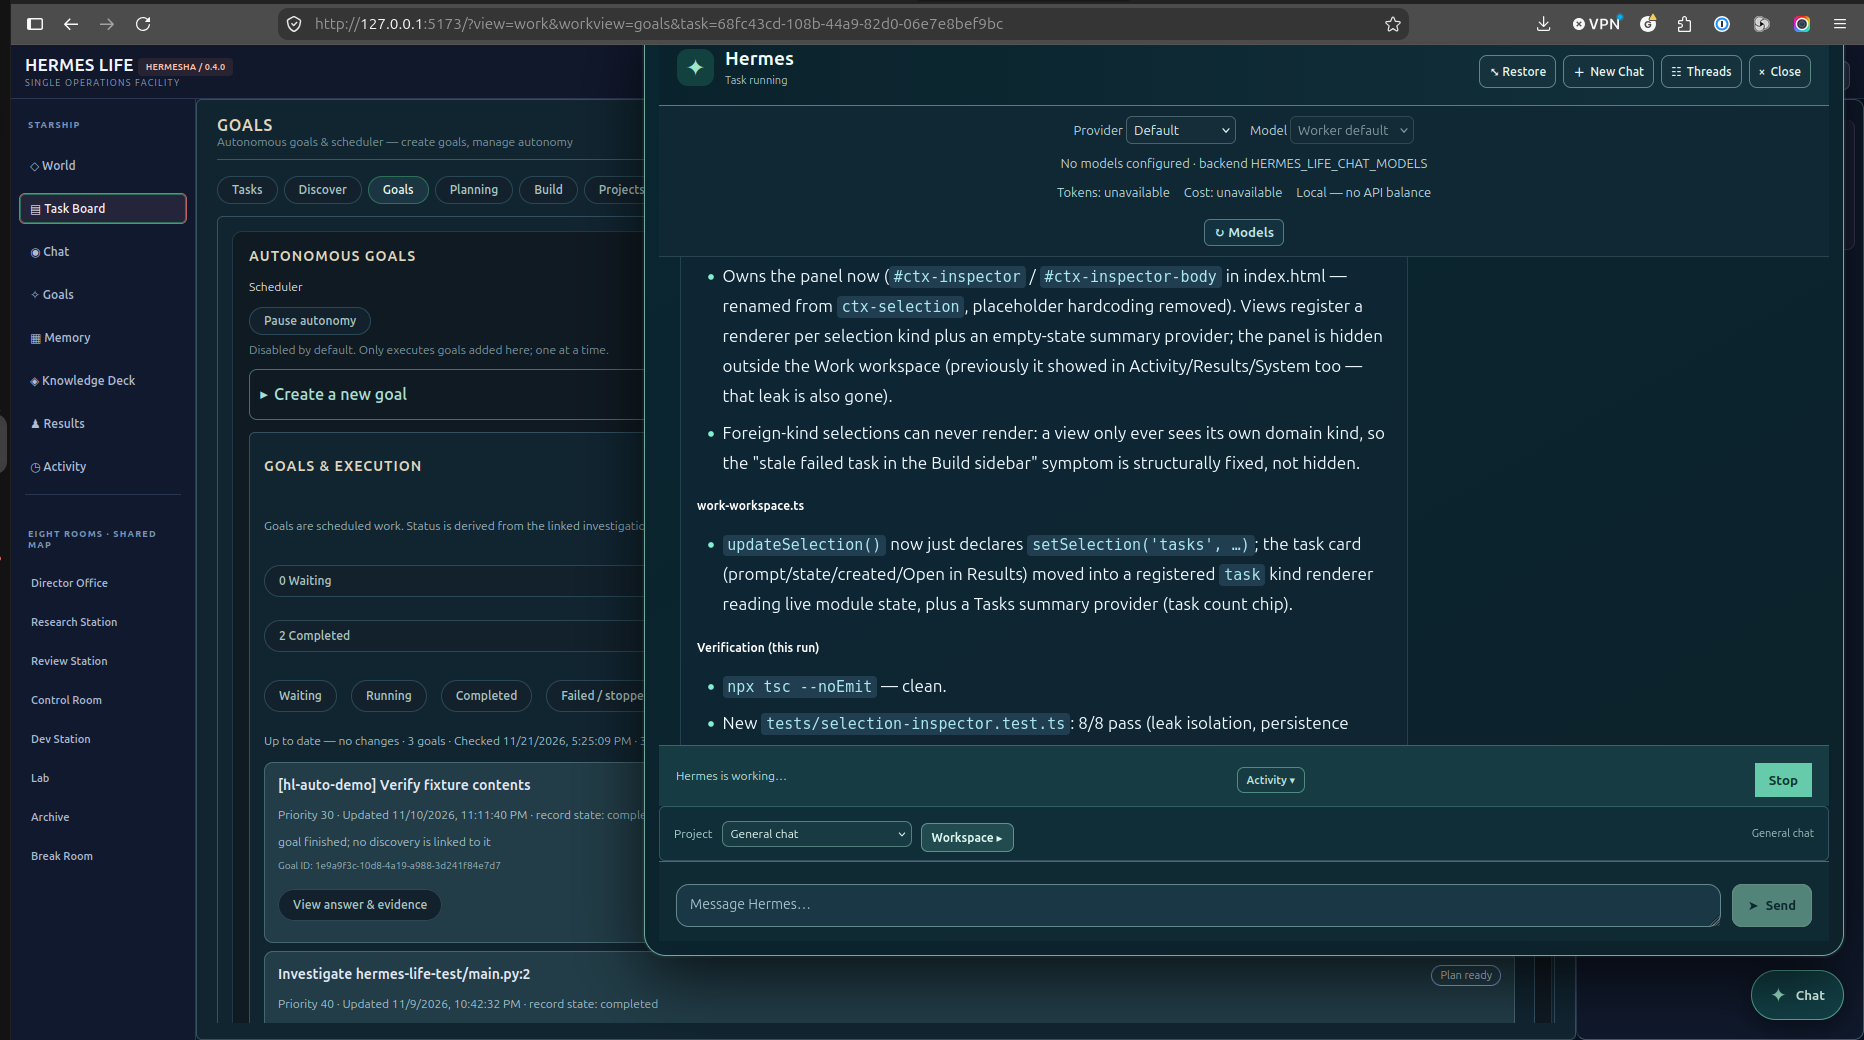 http://127.0.0.1:5173/?view=work&workview=goals&task=68fc43cd-108b-44a9-82d0-06e7e8bef9bc
VPN
HERMES LIFE
HERMESHA / 0.4.0
SINGLE OPERATIONS FACILITY
STARSHIP
World
Task Board
Chat
Goals
Memory
Knowledge Deck
Results
Activity
EIGHT ROOMS · SHARED
MAP
Director Office
Research Station
Review Station
Control Room
Dev Station
Lab
Archive
Break Room
GOALS
Autonomous goals & scheduler — create goals, manage autonomy
Tasks
Discover
Goals
Planning
Build
Projects
AUTONOMOUS GOALS
Scheduler
Pause autonomy
Disabled by default. Only executes goals added here; one at a time.
▸ Create a new goal
GOALS & EXECUTION
Goals are scheduled work. Status is derived from the linked investigatio
0 Waiting
2 Completed
Waiting
Running
Completed
Failed / stoppe
Up to date — no changes · 3 goals · Checked 11/21/2026, 5:25:09 PM ·
[hl-auto-demo] Verify fixture contents
Priority 30 · Updated 11/10/2026, 11:11:40 PM · record state: comple
goal finished; no discovery is linked to it
Goal ID: 1e9a9f3c-10d8-4a19-a988-3d241f84e7d7
View answer & evidence
Investigate hermes-life-test/main.py:2
Plan ready
Priority 40 · Updated 11/9/2026, 10:42:32 PM · record state: completed
Hermes
Task running
Restore
+ New Chat
Threads
× Close
Provider
Default
Model
Worker default
No models configured · backend HERMES_LIFE_CHAT_MODELS
Tokens: unavailable
Cost: unavailable
Local — no API balance
↻ Models
• Owns the panel now (#ctx-inspector / #ctx-inspector-body in index.html —
renamed from ctx-selection, placeholder hardcoding removed). Views register a
renderer per selection kind plus an empty-state summary provider; the panel is hidden
outside the Work workspace (previously it showed in Activity/Results/System too —
that leak is also gone).
• Foreign-kind selections can never render: a view only ever sees its own domain kind, so
the "stale failed task in the Build sidebar" symptom is structurally fixed, not hidden.
work-workspace.ts
• updateSelection() now just declares setSelection('tasks', …); the task card
(prompt/state/created/Open in Results) moved into a registered task kind renderer
reading live module state, plus a Tasks summary provider (task count chip).
Verification (this run)
• npx tsc --noEmit — clean.
• New tests/selection-inspector.test.ts: 8/8 pass (leak isolation, persistence
Hermes is working…
Activity ▾
Stop
Project
General chat
Workspace ▸
General chat
Message Hermes…
➤ Send
Chat